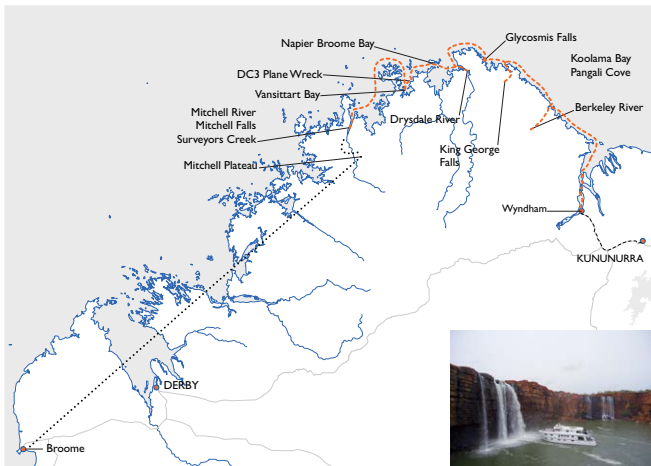 Glycosmis Falls
Napier Broome Bay
Koolama Bay
Pangali Cove
DC3 Plane Wreck
Vansittart Bay
Mitchell River
Mitchell Falls
Surveyors Creek
Drysdale River
Berkeley River
King George
Falls
Mitchell Plateau
Wyndham
KUNUNURRA
DERBY
Broome